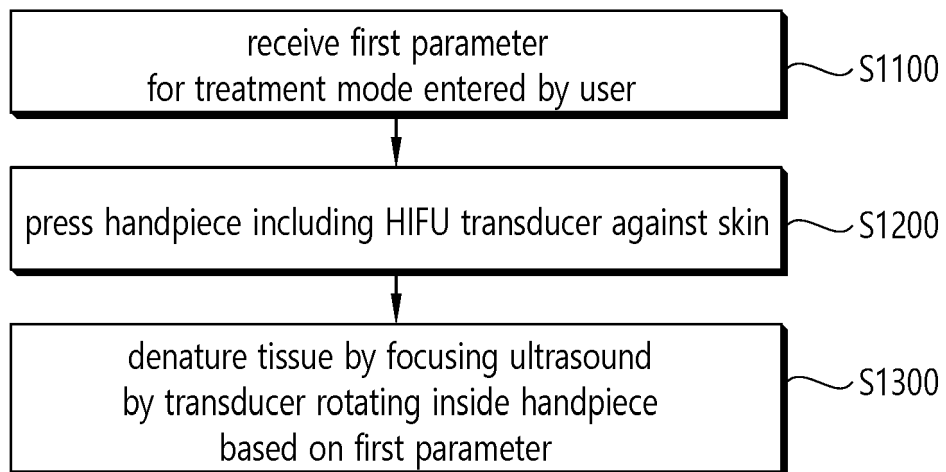 receive first parameter
for treatment mode entered by user
S1100
press handpiece including HIFU transducer against skin
S1200
denature tissue by focusing ultrasound
by transducer rotating inside handpiece
based on first parameter
S1300